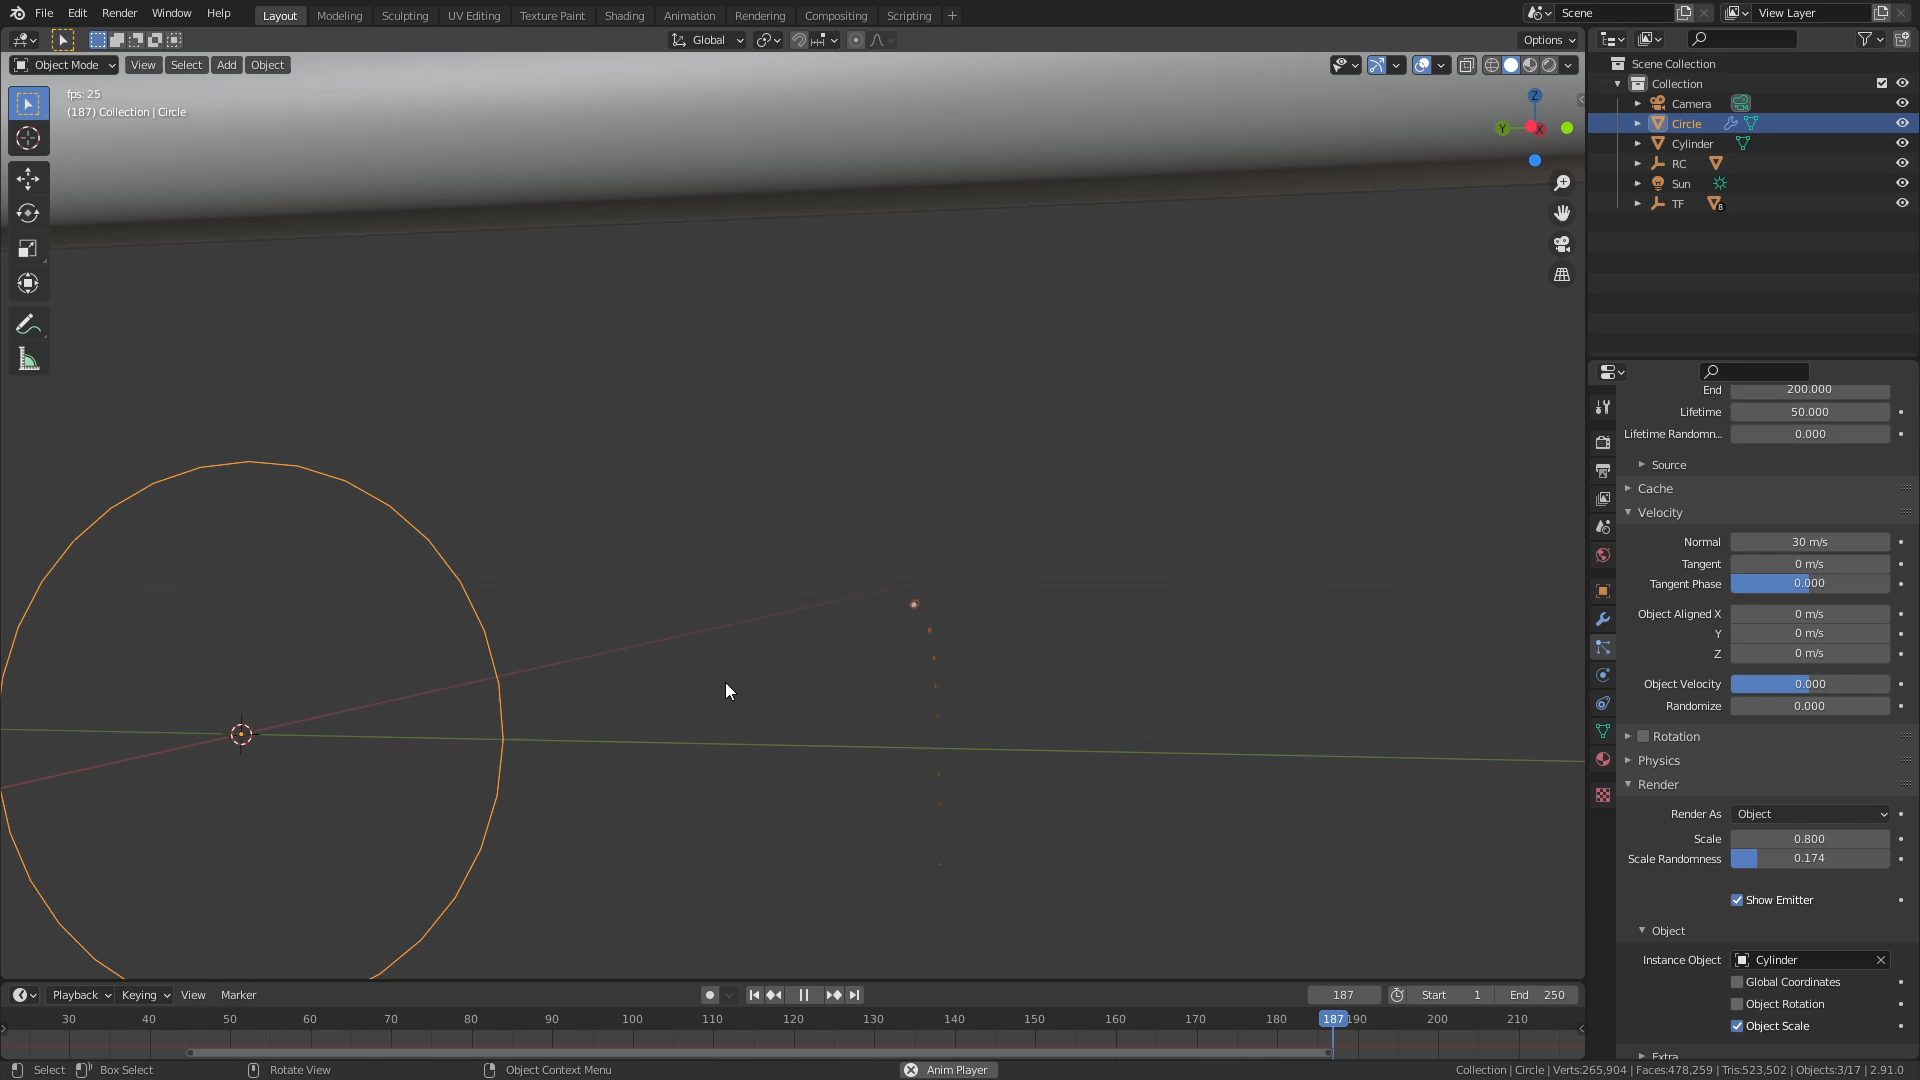 File Edit Render Window Help Layout Modeling Sculpting UV Editing Texture Paint Shading Animation Rendering Compositing Scripting + Scene View Layer
Global Options
Object Mode View Select Add Object
fps: 25
(187) Collection | Circle
Z
Y X
Scene Collection
Collection
Camera
Circle
Cylinder
RC
Sun
TF 8
End 200.000
Lifetime 50.000
Lifetime Randomn... 0.000
Source
Cache
Velocity
Normal 30 m/s
Tangent 0 m/s
Tangent Phase 0.000
Object Aligned X 0 m/s
Y 0 m/s
Z 0 m/s
Object Velocity 0.000
Randomize 0.000
Rotation
Physics
Render
Render As Object
Scale 0.800
Scale Randomness 0.174
Show Emitter
Object
Instance Object Cylinder
Global Coordinates
Object Rotation
Object Scale
Extra
Playback Keying View Marker 187 Start 1 End 250
30 40 50 60 70 80 90 100 110 120 130 140 150 160 170 180 187 190 200 210
Select Box Select Rotate View Object Context Menu Anim Player Collection | Circle | Verts:265,904 | Faces:478,259 | Tris:523,502 | Objects:3/17 | 2.91.0